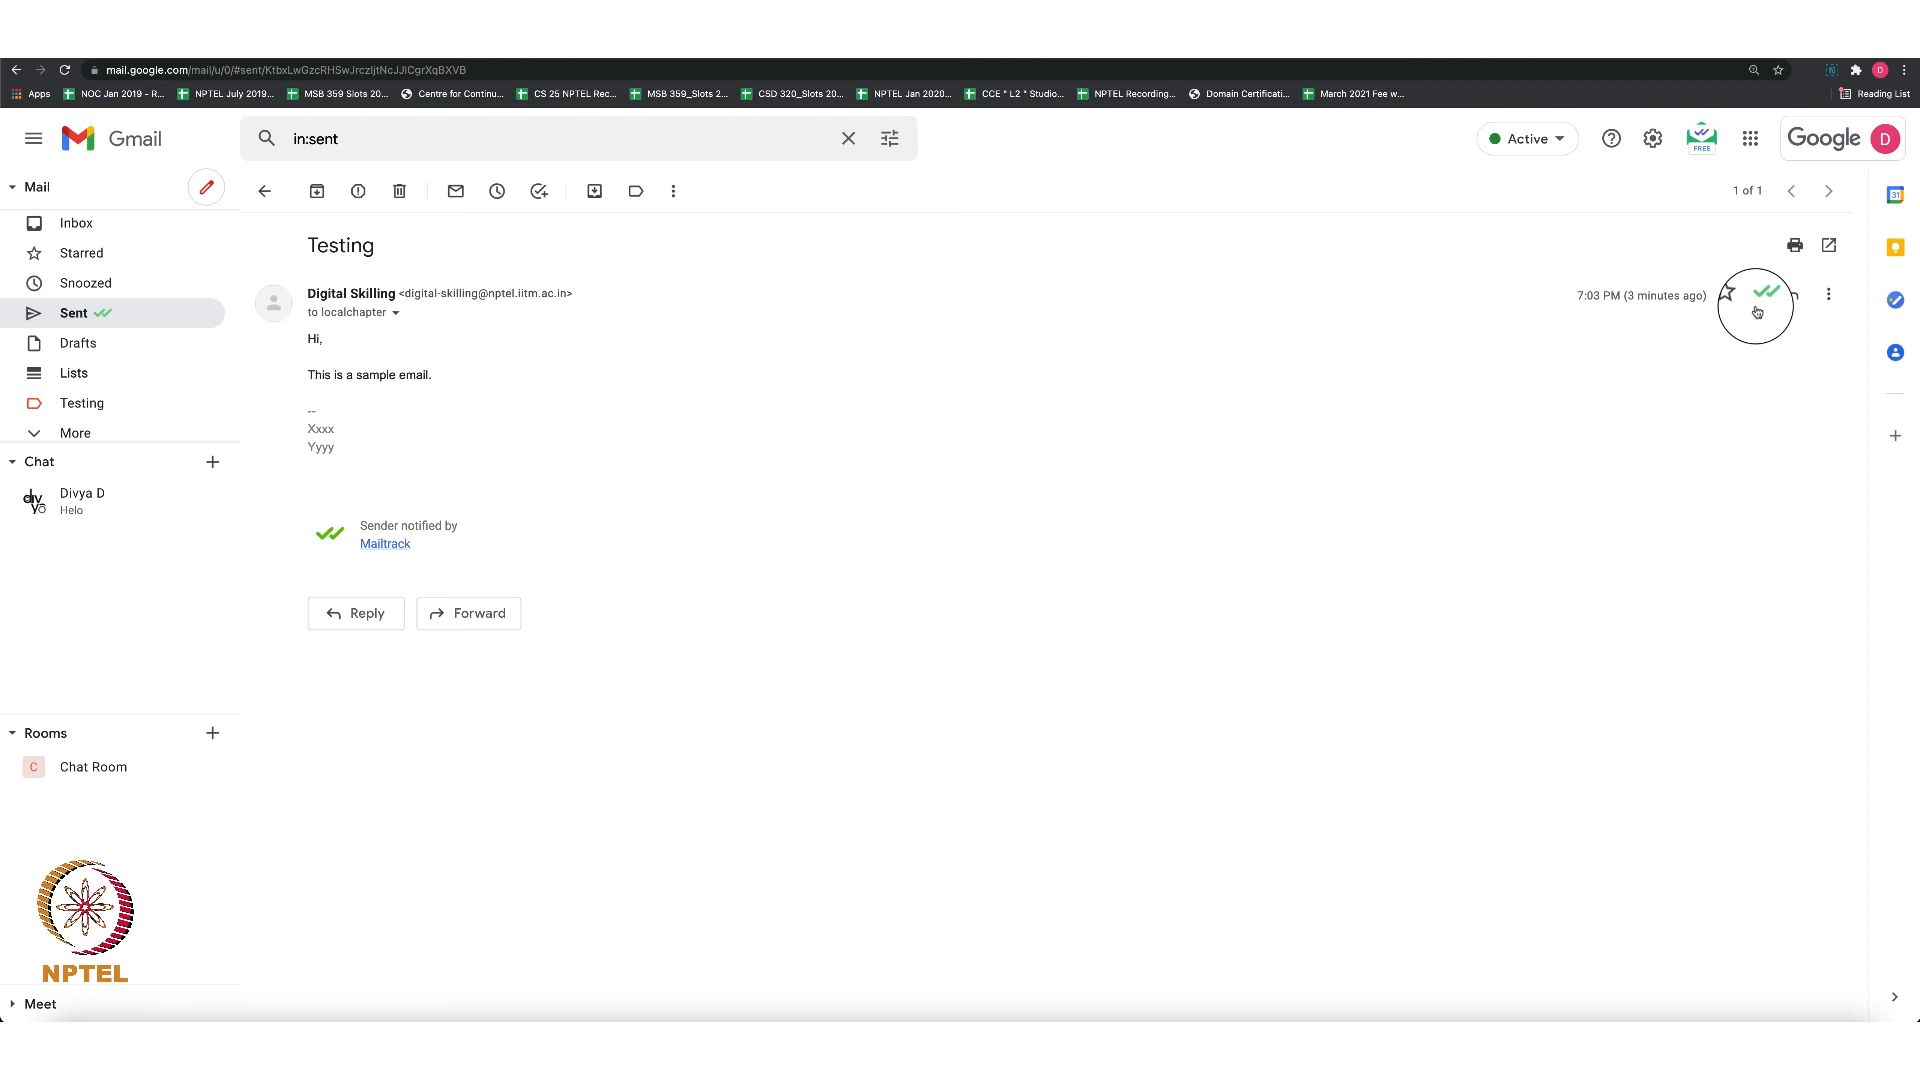 mail.google.com/mail/u/0/#sent/KtbxLwGzcRHSwJrczljtNcJJlCgrXqBXVB
Apps NOC Jan 2019 - R... NPTEL July 2019... MSB 359 Slots 20... Centre for Continu... CS 25 NPTEL Rec... MSB 359_Slots 2... CSD 320_Slots 20... NPTEL Jan 2020... CCE " L2 " Studio... NPTEL Recording... Domain Certificati... March 2021 Fee w... Reading List
Gmail in:sent Active FREE Google D
Mail
1 of 1
Inbox
Starred
Snoozed
Sent
Drafts
Lists
Testing
More
Chat
Divya D
Helo
Rooms
C Chat Room
NPTEL
Meet
Testing
Digital Skilling <digital-skilling@nptel.iitm.ac.in> 7:03 PM (3 minutes ago)
to localchapter
Hi,
This is a sample email.
--
Xxxx
Yyyy
Sender notified by
Mailtrack
Reply Forward
31